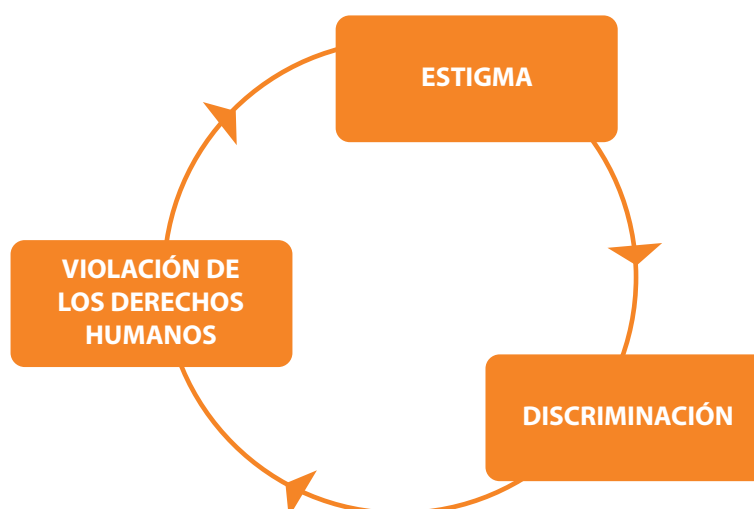 ESTIGMA
VIOLACIÓN DE
LOS DERECHOS
HUMANOS
DISCRIMINACIÓN